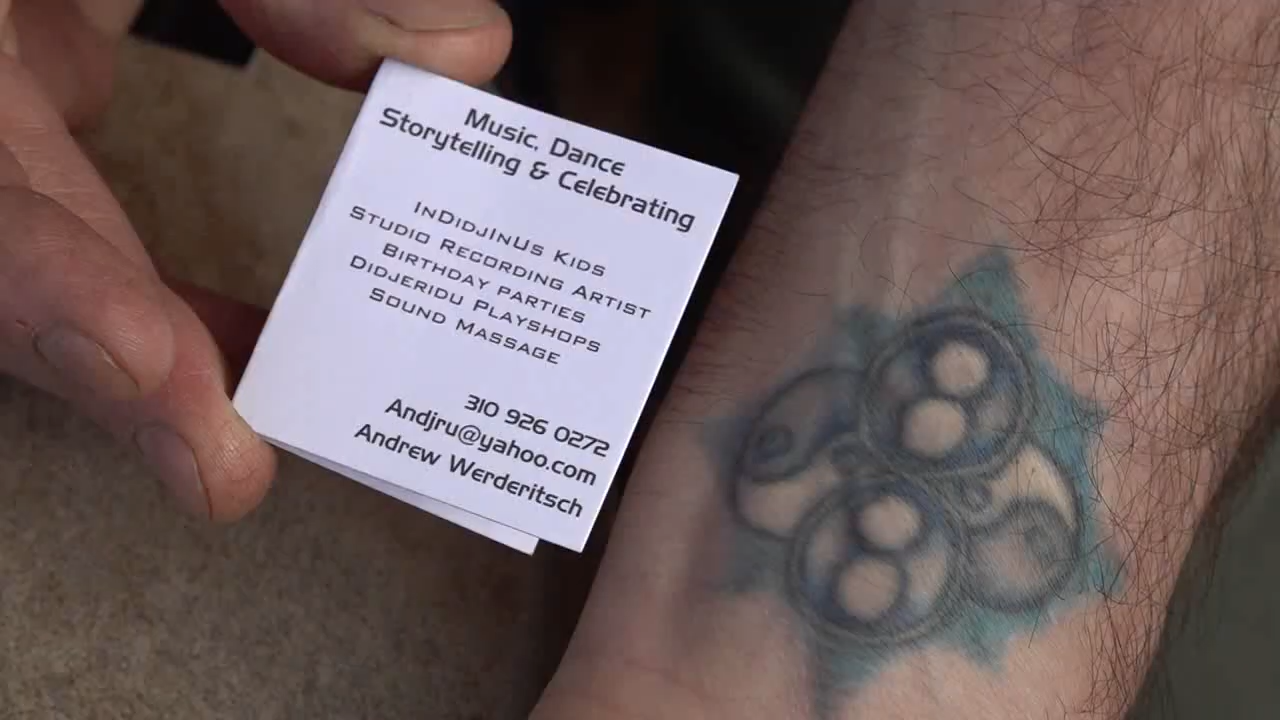 Music, Dance
Storytelling & Celebrating
InDidjInUs Kids
Studio Recording Artist
Birthday parties
Didjeridu Playshops
Sound Massage
310 926 0272
Andjru@yahoo.com
Andrew Werderitsch